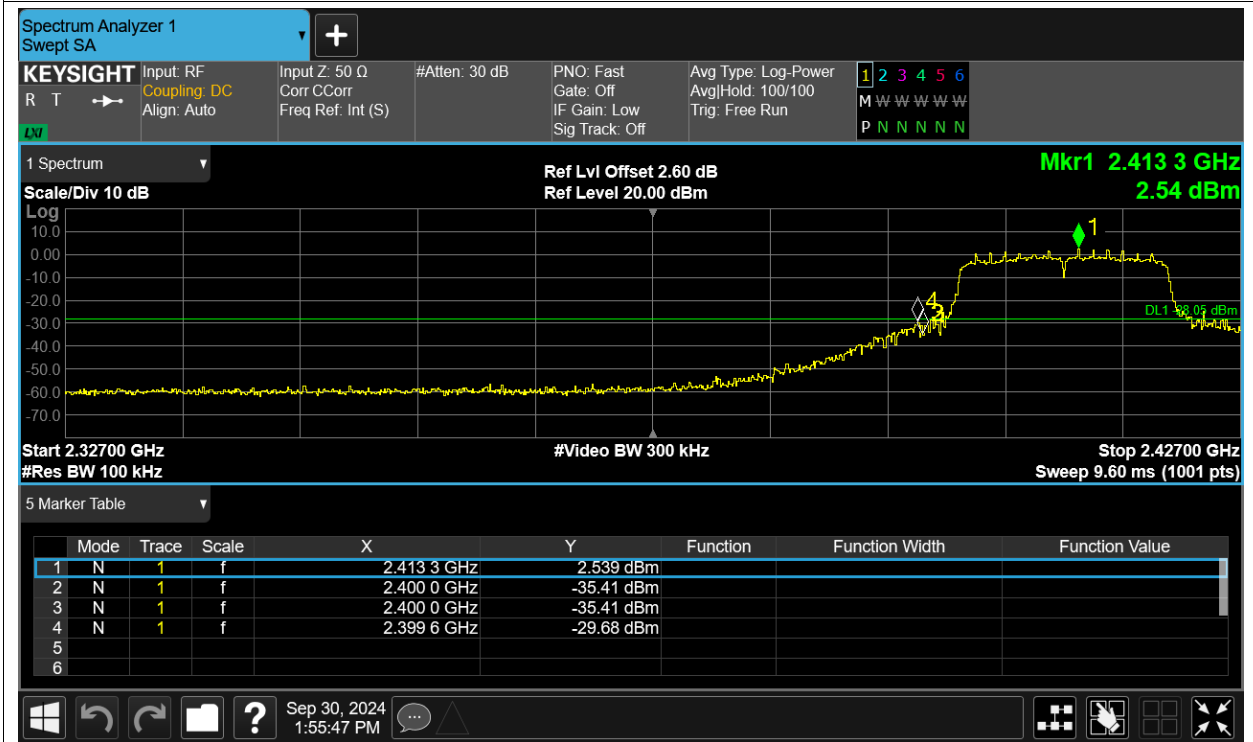 Spectrum Analyzer 1
Swept SA
+
KEYSIGHT
R T
LXI
Input: RF
Coupling: DC
Align: Auto
Input Z: 50 Ω
Corr CCorr
Freq Ref: Int (S)
#Atten: 30 dB
PNO: Fast
Gate: Off
IF Gain: Low
Sig Track: Off
Avg Type: Log-Power
Avg|Hold: 100/100
Trig: Free Run
1 2 3 4 5 6
M W W W W W
P N N N N N
1 Spectrum
Scale/Div 10 dB
Ref Lvl Offset 2.60 dB
Ref Level 20.00 dBm
Mkr1 2.413 3 GHz
2.54 dBm
Log
10.0
0.00
-10.0
-20.0
-30.0
-40.0
-50.0
-60.0
-70.0
1
4
DL1 -28.05 dBm
Start 2.32700 GHz
#Video BW 300 kHz
Stop 2.42700 GHz
#Res BW 100 kHz
Sweep 9.60 ms (1001 pts)
5 Marker Table
Mode Trace Scale X Y Function Function Width Function Value
1 N 1 f 2.413 3 GHz 2.539 dBm
2 N 1 f 2.400 0 GHz -35.41 dBm
3 N 1 f 2.400 0 GHz -35.41 dBm
4 N 1 f 2.399 6 GHz -29.68 dBm
5
6
?
Sep 30, 2024
1:55:47 PM